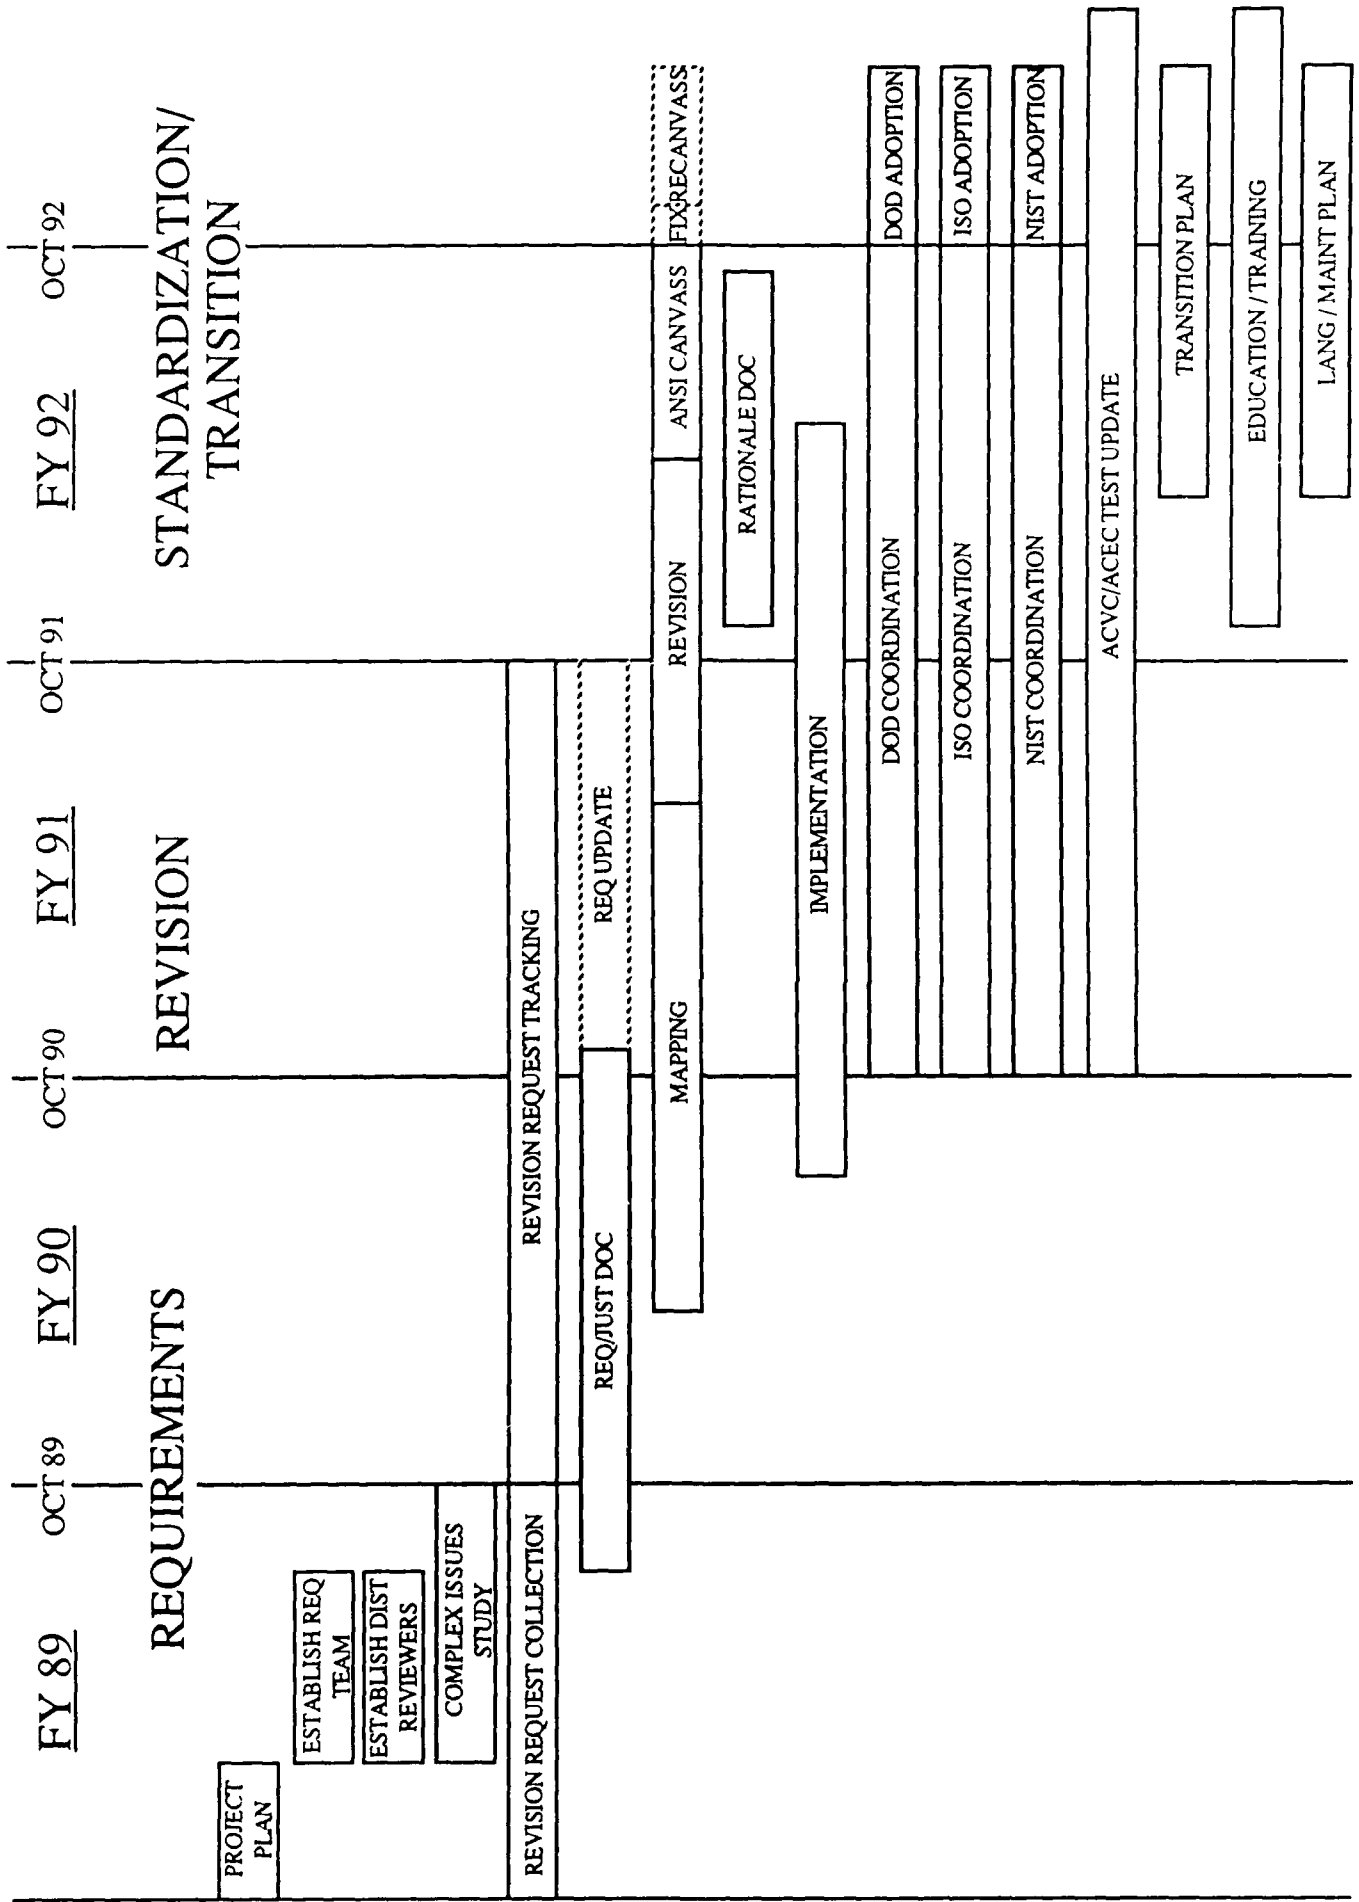 FY 89
OCT 89
FY 90
OCT 90
FY 91
OCT 91
FY 92
OCT 92
REQUIREMENTS
REVISION
STANDARDIZATION/
TRANSITION
PROJECT
PLAN
ESTABLISH REQ
TEAM
ESTABLISH DIST
REVIEWERS
COMPLEX ISSUES
STUDY
REVISION REQUEST COLLECTION
REVISION REQUEST TRACKING
REQ/JUST DOC
REQ UPDATE
MAPPING
REVISION
ANSI CANVASS
FIX
RECANVASS
RATIONALE DOC
IMPLEMENTATION
DOD COORDINATION
DOD ADOPTION
ISO COORDINATION
ISO ADOPTION
NIST COORDINATION
NIST ADOPTION
ACVC/ACEC TEST UPDATE
TRANSITION PLAN
EDUCATION / TRAINING
LANG / MAINT PLAN